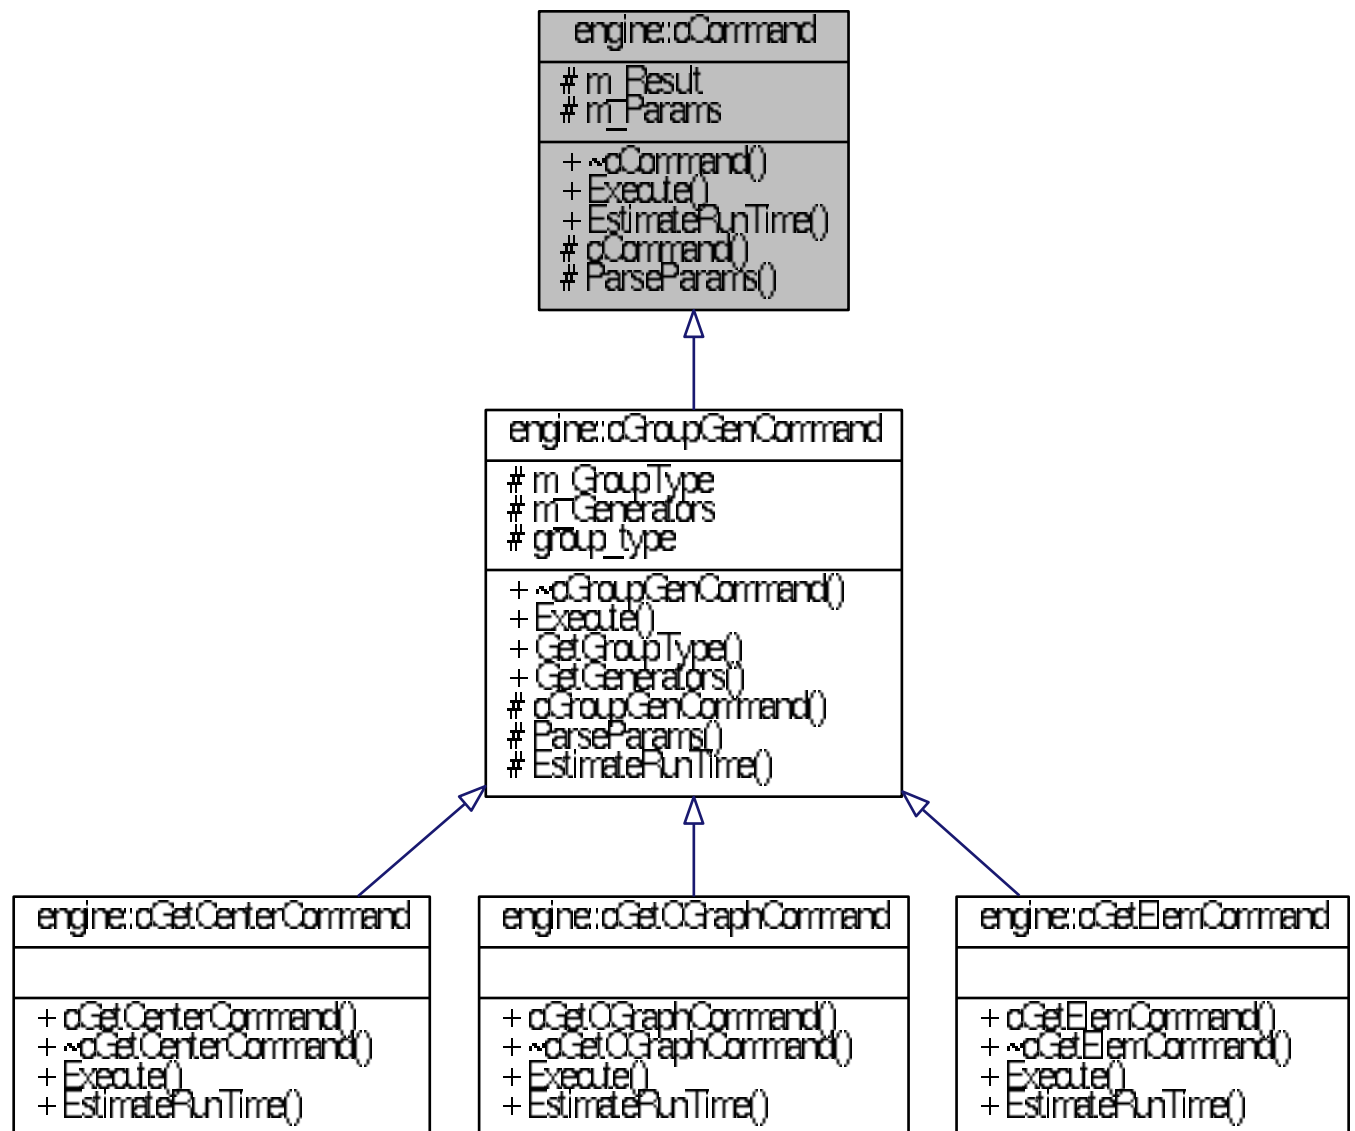 engine::cCommand
# m_Result
# m_Params
+ ~cCommand()
+ Execute()
+ EstimateRunTime()
# cCommand()
# ParseParams()
engine::cGroupGenCommand
# m_GroupType
# m_Generators
# group_type
+ ~cGroupGenCommand()
+ Execute()
+ GetGroupType()
+ GetGenerators()
# cGroupGenCommand()
# ParseParams()
# EstimateRunTime()
engine::cGetCenterCommand
+ cGetCenterCommand()
+ ~cGetCenterCommand()
+ Execute()
+ EstimateRunTime()
engine::cGetCGraphCommand
+ cGetCGraphCommand()
+ ~cGetCGraphCommand()
+ Execute()
+ EstimateRunTime()
engine::cGetElemCommand
+ cGetElemCommand()
+ ~cGetElemCommand()
+ Execute()
+ EstimateRunTime()